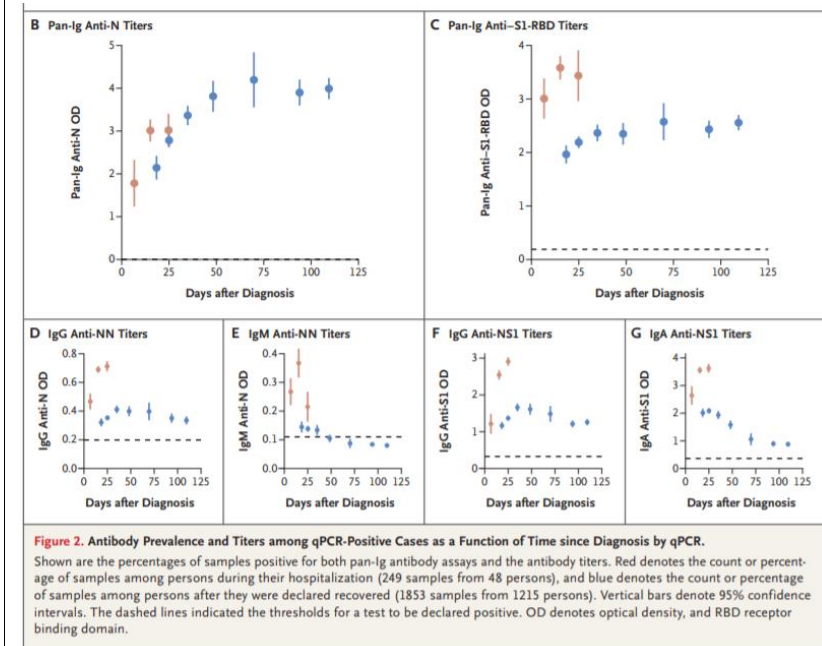 B Pan-Ig Anti-N Titers
5
4
3
2
1
0
Pan-Ig Anti-N OD
0 25 50 75 100 125
Days after Diagnosis
C Pan-Ig Anti–S1-RBD Titers
4
3
2
1
0
Pan-Ig Anti–S1-RBD OD
0 25 50 75 100 125
Days after Diagnosis
D IgG Anti-NN Titers
0.8
0.6
0.4
0.2
0.0
IgG Anti-N OD
0 25 50 75 100 125
Days after Diagnosis
E IgM Anti-NN Titers
0.4
0.3
0.2
0.1
0.0
IgM Anti-N OD
0 25 50 75 100 125
Days after Diagnosis
F IgG Anti-NS1 Titers
3
2
1
0
IgG Anti-S1 OD
0 25 50 75 100 125
Days after Diagnosis
G IgA Anti-NS1 Titers
4
3
2
1
0
IgA Anti-S1 OD
0 25 50 75 100 125
Days after Diagnosis
Figure 2. Antibody Prevalence and Titers among qPCR-Positive Cases as a Function of Time since Diagnosis by qPCR.
Shown are the percentages of samples positive for both pan-Ig antibody assays and the antibody titers. Red denotes the count or percent-
age of samples among persons during their hospitalization (249 samples from 48 persons), and blue denotes the count or percentage
of samples among persons after they were declared recovered (1853 samples from 1215 persons). Vertical bars denote 95% confidence
intervals. The dashed lines indicated the thresholds for a test to be declared positive. OD denotes optical density, and RBD receptor
binding domain.